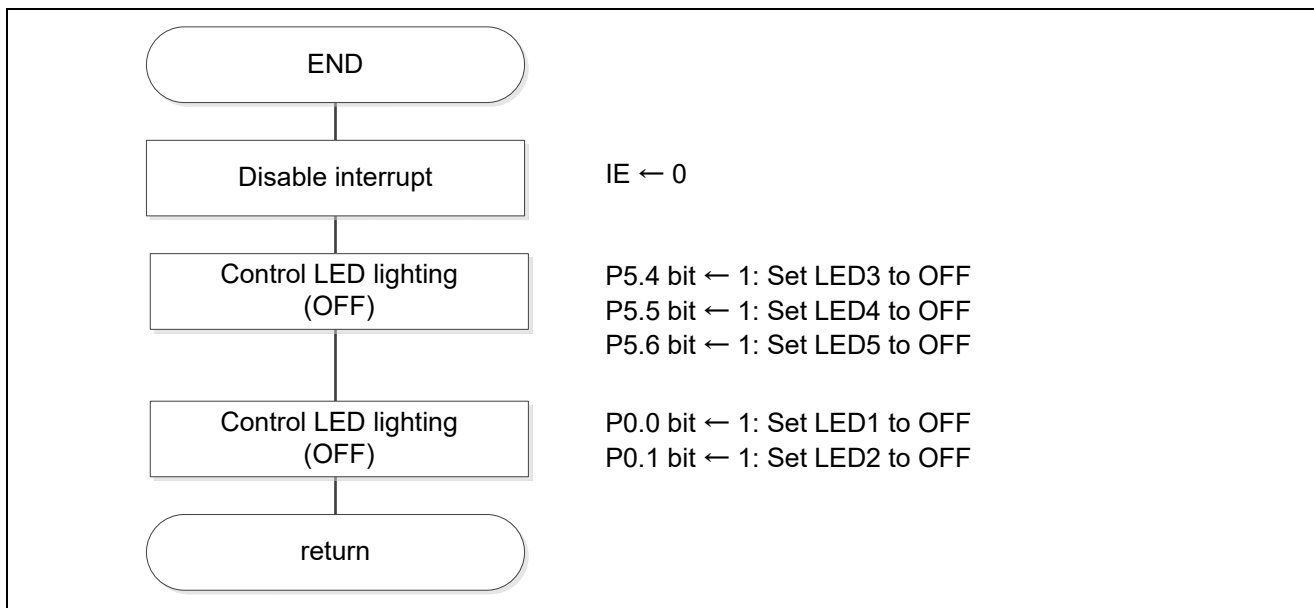 END
Disable interrupt
IE ← 0
Control LED lighting
(OFF)
P5.4 bit ← 1: Set LED3 to OFF
P5.5 bit ← 1: Set LED4 to OFF
P5.6 bit ← 1: Set LED5 to OFF
Control LED lighting
(OFF)
P0.0 bit ← 1: Set LED1 to OFF
P0.1 bit ← 1: Set LED2 to OFF
return